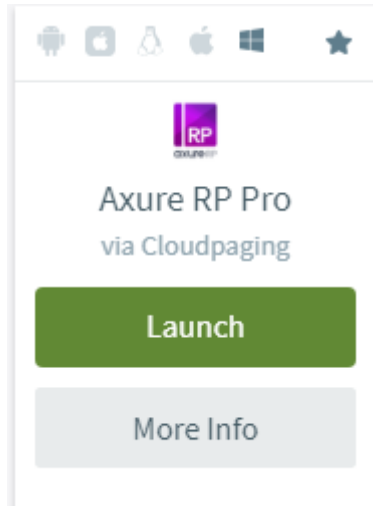 RP
axure RP
Axure RP Pro
via Cloudpaging
Launch
More Info